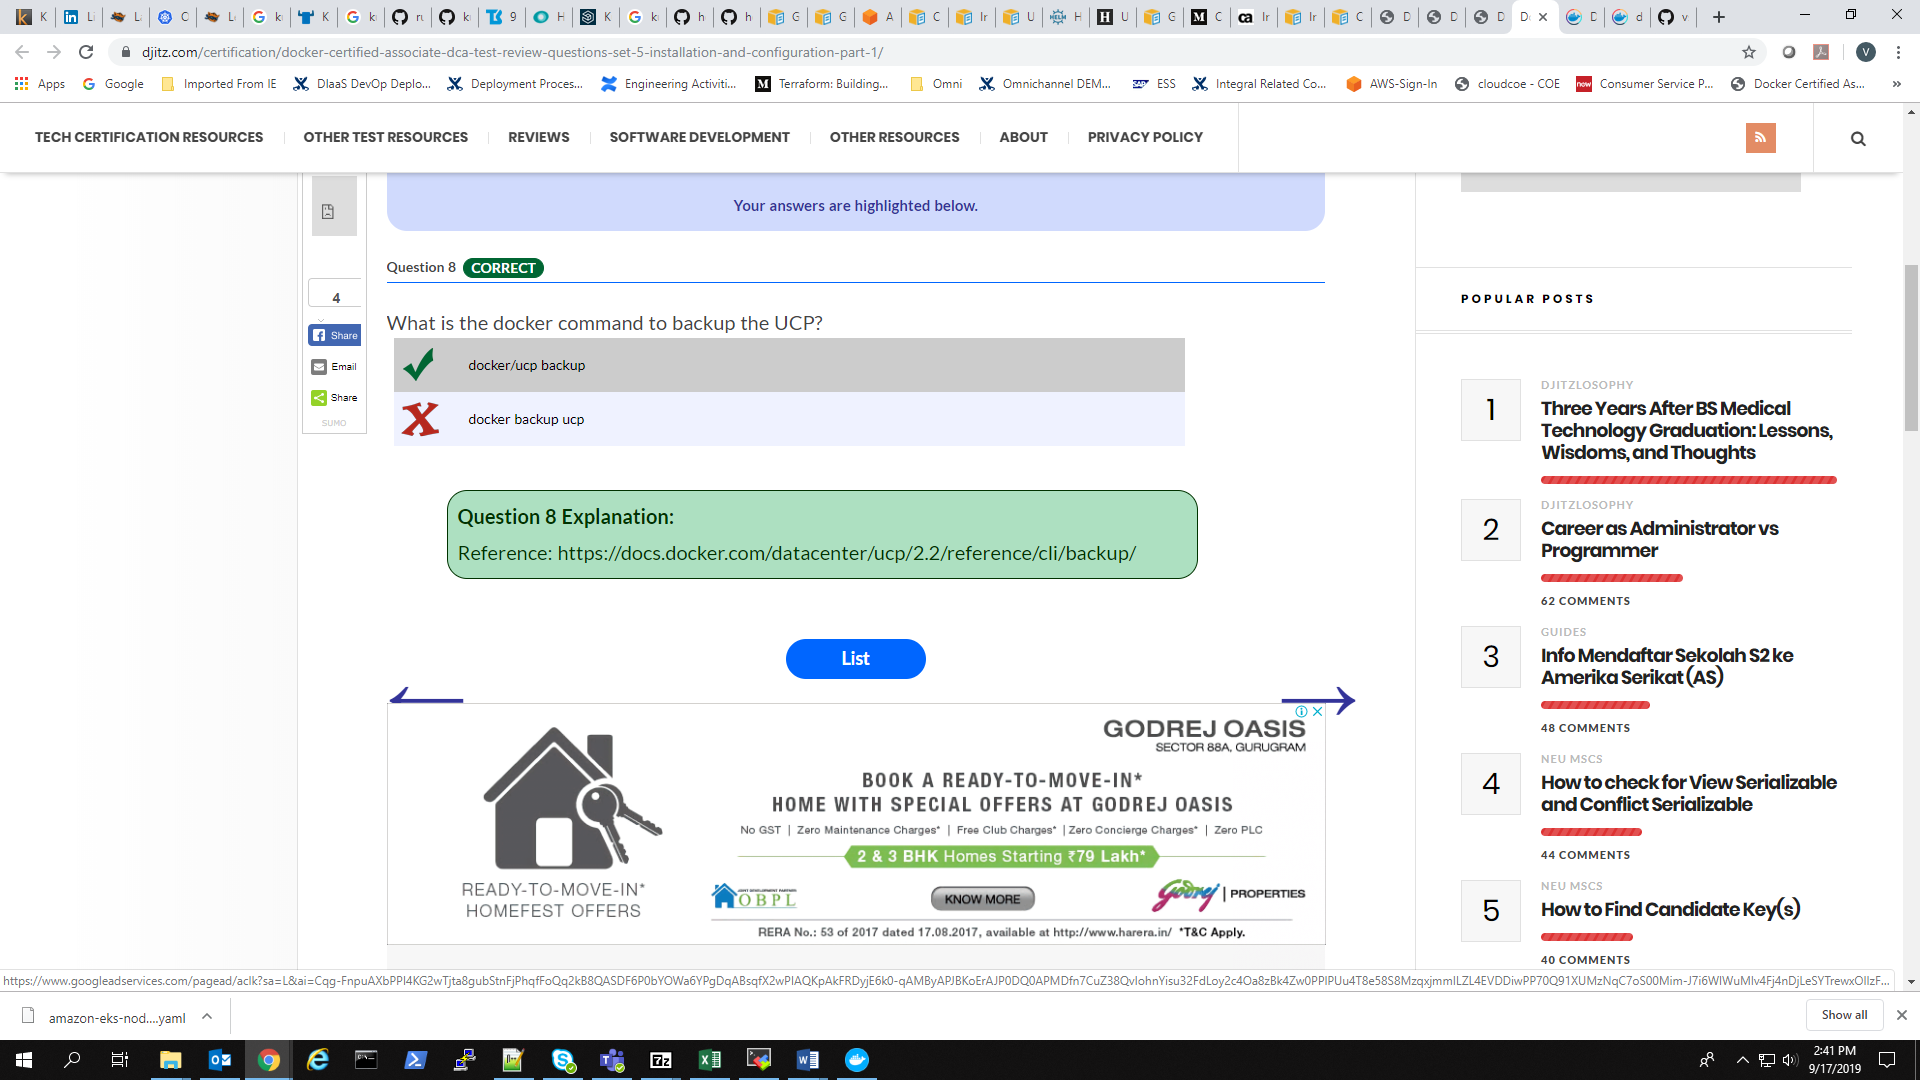 djitz.com/certification/docker-certified-associate-dca-test-review-questions-set-5-installation-and-configuration-part-1/
Apps
Google
Imported From IE
DIaaS DevOp Deplo...
Deployment Proces...
Engineering Activiti...
Terraform: Building...
Omni
Omnichannel DEM...
ESS
Integral Related Co...
AWS-Sign-In
cloudcoe - COE
Consumer Service P...
Docker Certified As...
»
TECH CERTIFICATION RESOURCES
OTHER TEST RESOURCES
REVIEWS
SOFTWARE DEVELOPMENT
OTHER RESOURCES
ABOUT
PRIVACY POLICY
Your answers are highlighted below.
Question 8 CORRECT
What is the docker command to backup the UCP?
docker/ucp backup
docker backup ucp
Question 8 Explanation:
Reference: https://docs.docker.com/datacenter/ucp/2.2/reference/cli/backup/
List
4
Share
Email
Share
SUMO
GODREJ OASIS
SECTOR 88A, GURUGRAM
BOOK A READY-TO-MOVE-IN*
HOME WITH SPECIAL OFFERS AT GODREJ OASIS
No GST | Zero Maintenance Charges* | Free Club Charges* | Zero Concierge Charges* | Zero PLC
2 & 3 BHK Homes Starting ₹79 Lakh*
READY-TO-MOVE-IN*
HOMEFEST OFFERS
OBPL
KNOW MORE
Godrej | PROPERTIES
RERA No.: 53 of 2017 dated 17.08.2017, available at http://www.harera.in/ *T&C Apply.
POPULAR POSTS
1
DJITZLOSOPHY
Three Years After BS Medical
Technology Graduation: Lessons,
Wisdoms, and Thoughts
2
DJITZLOSOPHY
Career as Administrator vs
Programmer
62 COMMENTS
3
GUIDES
Info Mendaftar Sekolah S2 ke
Amerika Serikat (AS)
48 COMMENTS
4
NEU MSCS
How to check for View Serializable
and Conflict Serializable
44 COMMENTS
5
NEU MSCS
How to Find Candidate Key(s)
40 COMMENTS
amazon-eks-nod....yaml
Show all
2:41 PM
9/17/2019